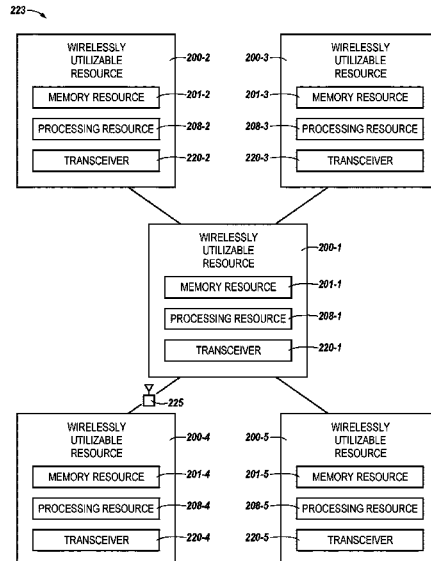 223
WIRELESSLY
UTILIZABLE
RESOURCE
200-2
MEMORY RESOURCE
201-2
PROCESSING RESOURCE
208-2
TRANSCEIVER
220-2
WIRELESSLY
UTILIZABLE
RESOURCE
200-3
MEMORY RESOURCE
201-3
PROCESSING RESOURCE
208-3
TRANSCEIVER
220-3
WIRELESSLY
UTILIZABLE
RESOURCE
200-1
MEMORY RESOURCE
201-1
PROCESSING RESOURCE
208-1
TRANSCEIVER
220-1
225
WIRELESSLY
UTILIZABLE
RESOURCE
200-4
MEMORY RESOURCE
201-4
PROCESSING RESOURCE
208-4
TRANSCEIVER
220-4
WIRELESSLY
UTILIZABLE
RESOURCE
200-5
MEMORY RESOURCE
201-5
PROCESSING RESOURCE
208-5
TRANSCEIVER
220-5